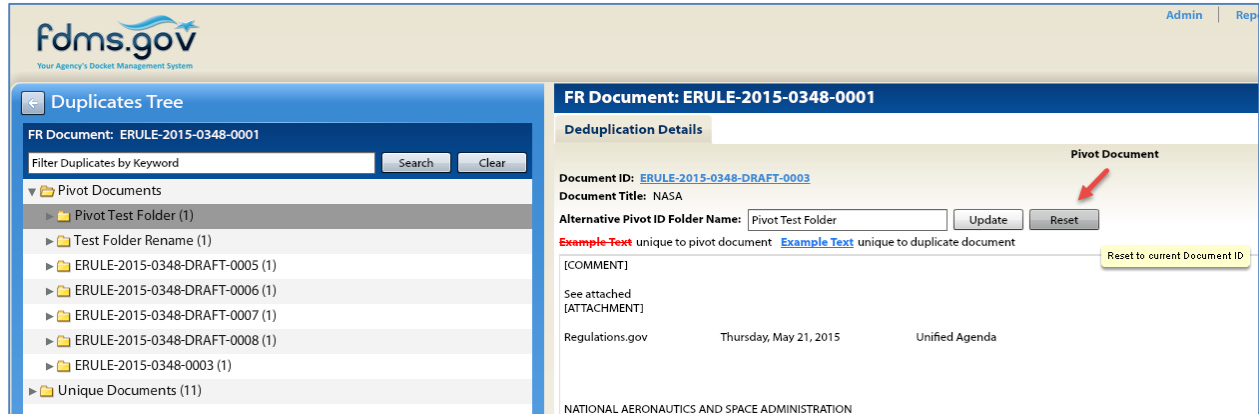 Admin
fdms.gov
Your Agency's Docket Management System
Duplicates Tree
FR Document: ERULE-2015-0348-0001
Filter Duplicates by Keyword Search Clear
Pivot Documents
Pivot Test Folder (1)
Test Folder Rename (1)
ERULE-2015-0348-DRAFT-0005 (1)
ERULE-2015-0348-DRAFT-0006 (1)
ERULE-2015-0348-DRAFT-0007 (1)
ERULE-2015-0348-DRAFT-0008 (1)
ERULE-2015-0348-0003 (1)
Unique Documents (11)
FR Document: ERULE-2015-0348-0001
Deduplication Details
Pivot Document
Document ID: ERULE-2015-0348-DRAFT-0003
Document Title: NASA
Alternative Pivot ID Folder Name: Pivot Test Folder Update Reset
Example Text unique to pivot document Example Text unique to duplicate document
Reset to current Document ID
[COMMENT]
See attached
[ATTACHMENT]
Regulations.gov Thursday, May 21, 2015 Unified Agenda
NATIONAL AERONAUTICS AND SPACE ADMINISTRATION